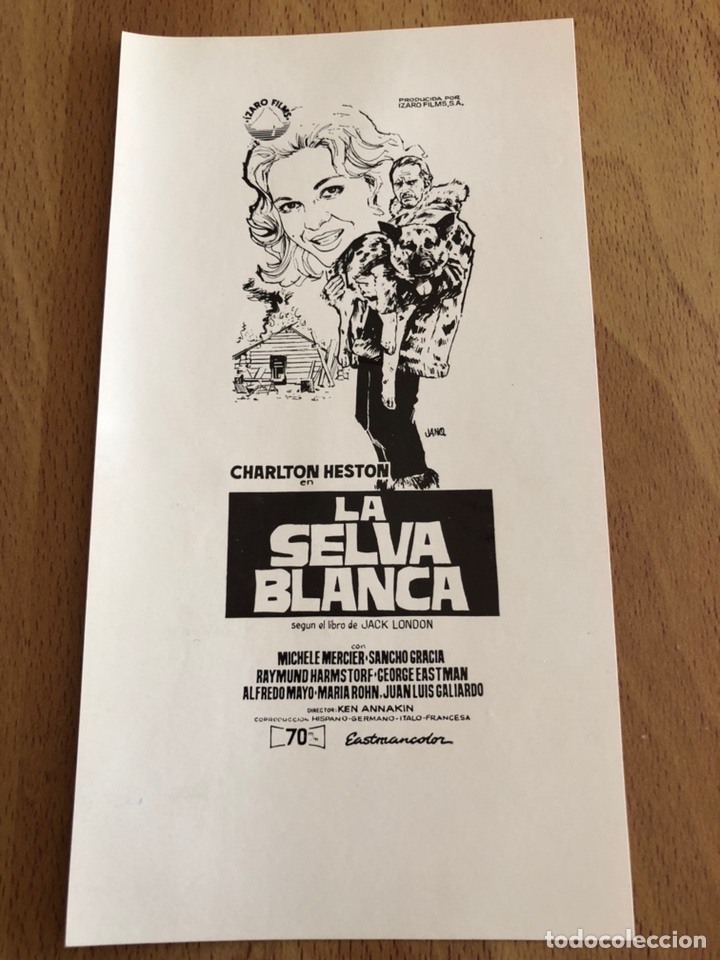 IZARO FILMS
PRODUCIDA POR
IZARO FILMS, S.A.
JANO
CHARLTON HESTON
en
LA
SELVA
BLANCA
segun el libro de JACK LONDON
con
MICHELE MERCIER · SANCHO GRACIA
RAYMUND HARMSTORF · GEORGE EASTMAN
ALFREDO MAYO · MARIA ROHN · JUAN LUIS GALIARDO
DIRECTOR: KEN ANNAKIN
COPRODUCCION HISPANO-GERMANO-ITALO-FRANCESA
70 m/m Eastmancolor
todocoleccion